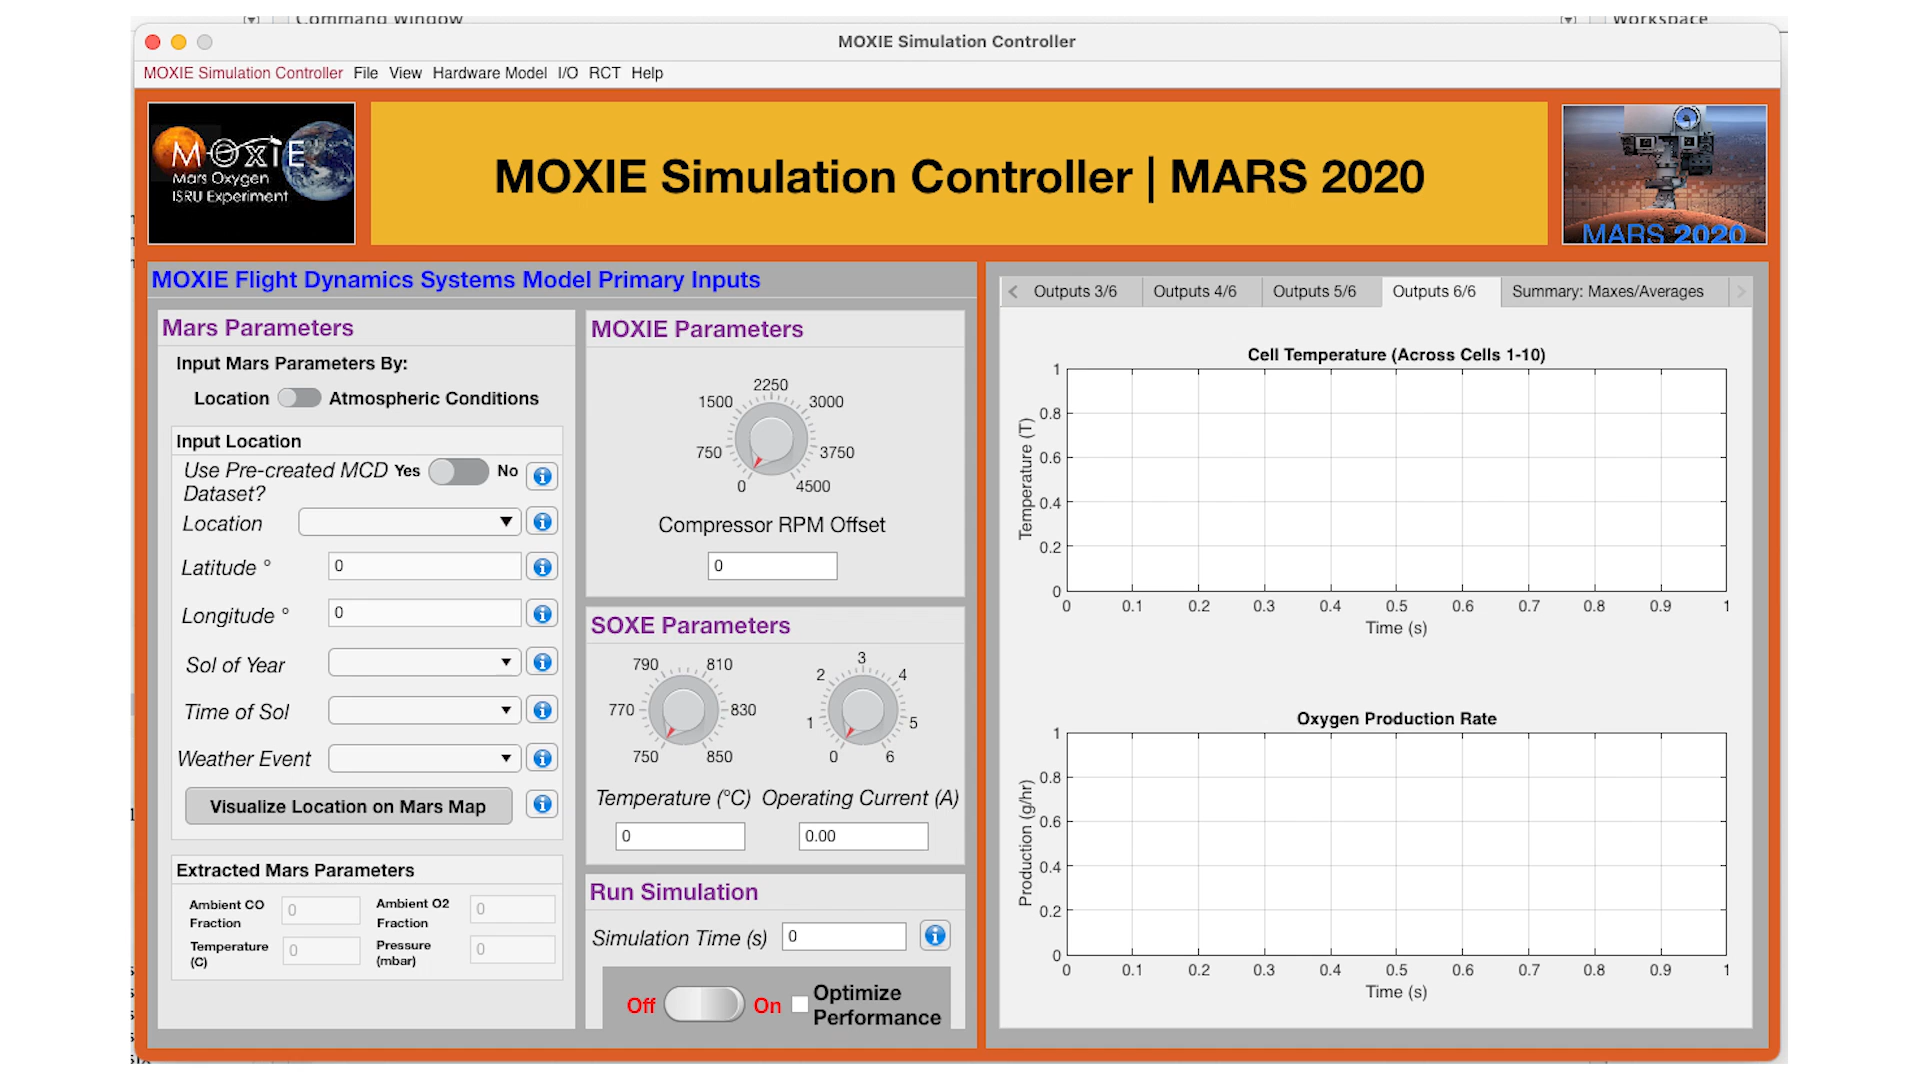 Command Window
Workspace
MOXIE Simulation Controller
MOXIE Simulation Controller File View Hardware Model I/O RCT Help
MOXIE
Mars Oxygen
ISRU Experiment
MOXIE Simulation Controller | MARS 2020
MARS 2020
MOXIE Flight Dynamics Systems Model Primary Inputs
Mars Parameters
Input Mars Parameters By:
Location Atmospheric Conditions
Input Location
Use Pre-created MCD Dataset? Yes No
Location
Latitude ° 0
Longitude ° 0
Sol of Year
Time of Sol
Weather Event
Visualize Location on Mars Map
Extracted Mars Parameters
Ambient CO Fraction 0
Ambient O2 Fraction 0
Temperature (C) 0
Pressure (mbar) 0
MOXIE Parameters
2250
1500 3000
750 3750
0 4500
Compressor RPM Offset
0
SOXE Parameters
790 810
770 830
750 850
3
2 4
1 5
0 6
Temperature (°C) Operating Current (A)
0 0.00
Run Simulation
Simulation Time (s) 0
Off On Optimize
Performance
Outputs 3/6 Outputs 4/6 Outputs 5/6 Outputs 6/6 Summary: Maxes/Averages
Cell Temperature (Across Cells 1-10)
Temperature (T)
1
0.8
0.6
0.4
0.2
0
0 0.1 0.2 0.3 0.4 0.5 0.6 0.7 0.8 0.9 1
Time (s)
Oxygen Production Rate
Production (g/hr)
1
0.8
0.6
0.4
0.2
0
0 0.1 0.2 0.3 0.4 0.5 0.6 0.7 0.8 0.9 1
Time (s)